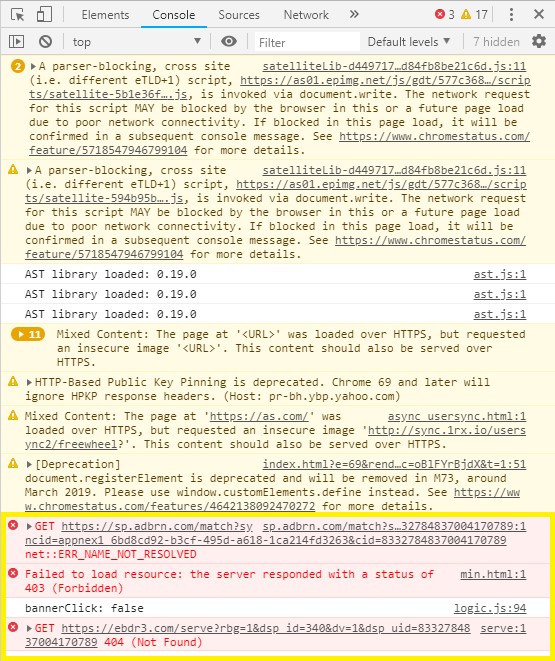 Elements Console Sources Network » 3 17
top Filter Default levels ▼ 7 hidden
2 ▶A parser-blocking, cross site satelliteLib-d449717…d84fb8be21c6d.js:11
(i.e. different eTLD+1) script, https://as01.epimg.net/js/gdt/577c368…/scrip
ts/satellite-5b1e36f….js, is invoked via document.write. The network request
for this script MAY be blocked by the browser in this or a future page load
due to poor network connectivity. If blocked in this page load, it will be
confirmed in a subsequent console message. See https://www.chromestatus.com/
feature/5718547946799104 for more details.
▶A parser-blocking, cross site satelliteLib-d449717…d84fb8be21c6d.js:11
(i.e. different eTLD+1) script, https://as01.epimg.net/js/gdt/577c368…/scrip
ts/satellite-594b95b….js, is invoked via document.write. The network request
for this script MAY be blocked by the browser in this or a future page load
due to poor network connectivity. If blocked in this page load, it will be
confirmed in a subsequent console message. See https://www.chromestatus.com/
feature/5718547946799104 for more details.
AST library loaded: 0.19.0 ast.js:1
AST library loaded: 0.19.0 ast.js:1
AST library loaded: 0.19.0 ast.js:1
▶ 11 Mixed Content: The page at '<URL>' was loaded over HTTPS, but requested
an insecure image '<URL>'. This content should also be served over
HTTPS.
▶HTTP-Based Public Key Pinning is deprecated. Chrome 69 and later will
ignore HPKP response headers. (Host: pr-bh.ybp.yahoo.com)
Mixed Content: The page at 'https://as.com/' was async_usersync.html:1
loaded over HTTPS, but requested an insecure image 'http://sync.1rx.io/users
ync2/freewheel?'. This content should also be served over HTTPS.
▶[Deprecation] index.html?e=69&rend…c=oBlFYrBjdX&t=1:51
document.registerElement is deprecated and will be removed in M73, around
March 2019. Please use window.customElements.define instead. See https://ww
w.chromestatus.com/features/4642138092470272 for more details.
▶GET https://sp.adbrn.com/match?sy sp.adbrn.com/match?s…32784837004170789:1
ncid=appnex1_6bd8cd92-b3cf-495d-a618-1ca214fd3263&cid=8332784837004170789
net::ERR_NAME_NOT_RESOLVED
Failed to load resource: the server responded with a status of min.html:1
403 (Forbidden)
bannerClick: false logic.js:94
▶GET https://ebdr3.com/serve?rbg=1&dsp_id=340&dv=1&dsp_uid=83327848 serve:1
37004170789 404 (Not Found)